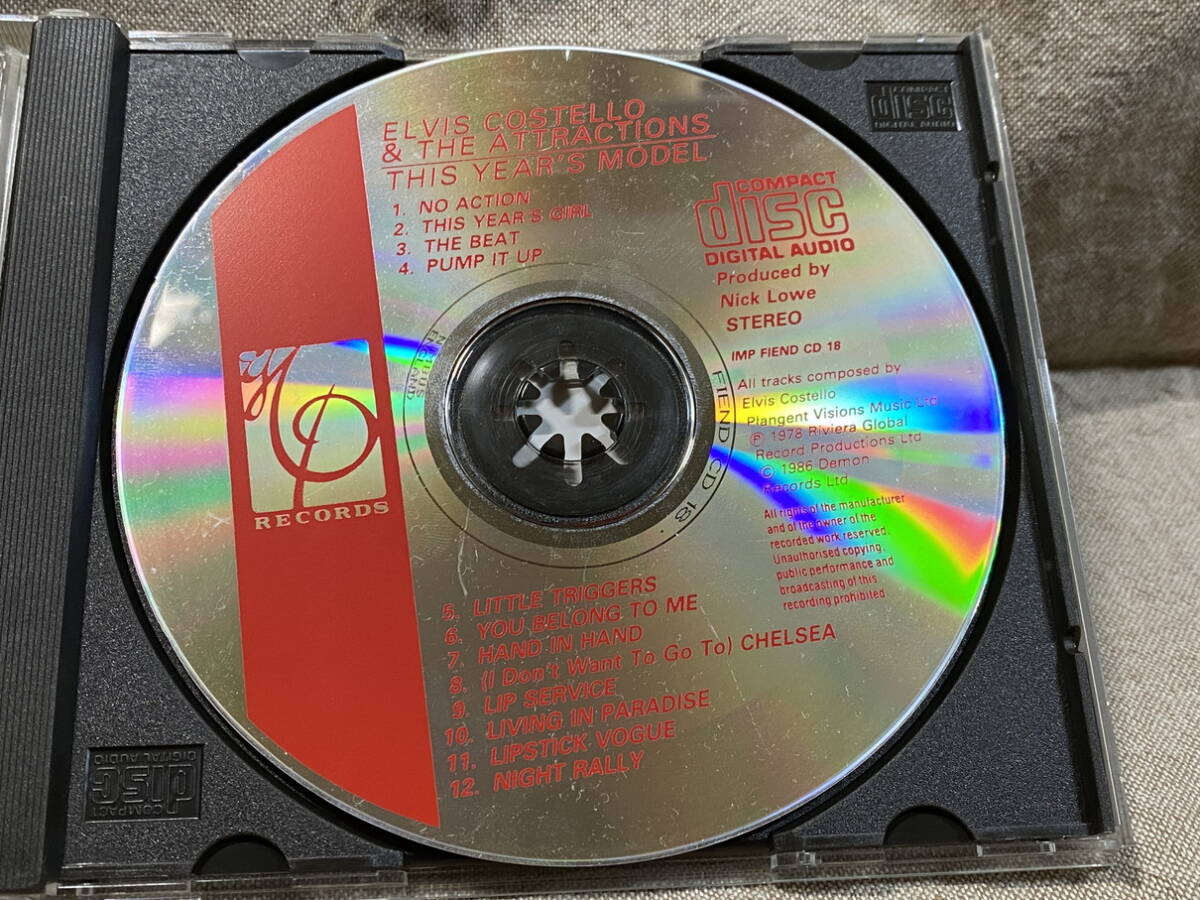 ELVIS COSTELLO
& THE ATTRACTIONS
THIS YEAR'S MODEL
1. NO ACTION
2. THIS YEAR'S GIRL
3. THE BEAT
4. PUMP IT UP
COMPACT
disc
DIGITAL AUDIO
Produced by
Nick Lowe
STEREO
IMP FIEND CD 18
All tracks composed by
Elvis Costello
Plangent Visions Music Ltd
℗ 1978 Riviera Global
Record Productions Ltd
© 1986 Demon
Records Ltd
All rights of the manufacturer
and of the owner of the
recorded work reserved.
Unauthorised copying,
public performance and
broadcasting of this
recording prohibited
RECORDS
NIMBUS
ENGLAND
FIEND CD 18 .
5. LITTLE TRIGGERS
6. YOU BELONG TO ME
7. HAND IN HAND
8. (I Don't Want To Go To) CHELSEA
9. LIP SERVICE
10. LIVING IN PARADISE
11. LIPSTICK VOGUE
12. NIGHT RALLY
COMPACT
disc
DIGITAL AUDIO
COMPACT
disc
DIGITAL AUDIO